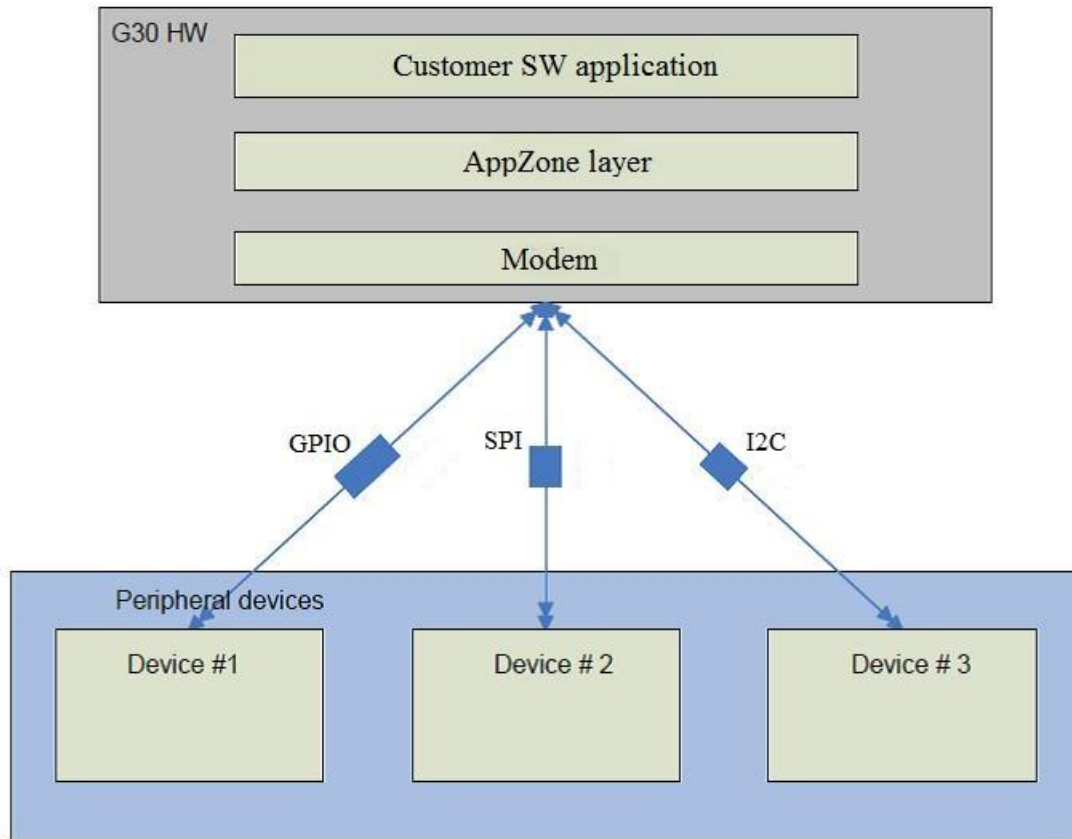 G30 HW
Customer SW application
AppZone layer
Modem
GPIO
SPI
I2C
Peripheral devices
Device #1
Device # 2
Device # 3